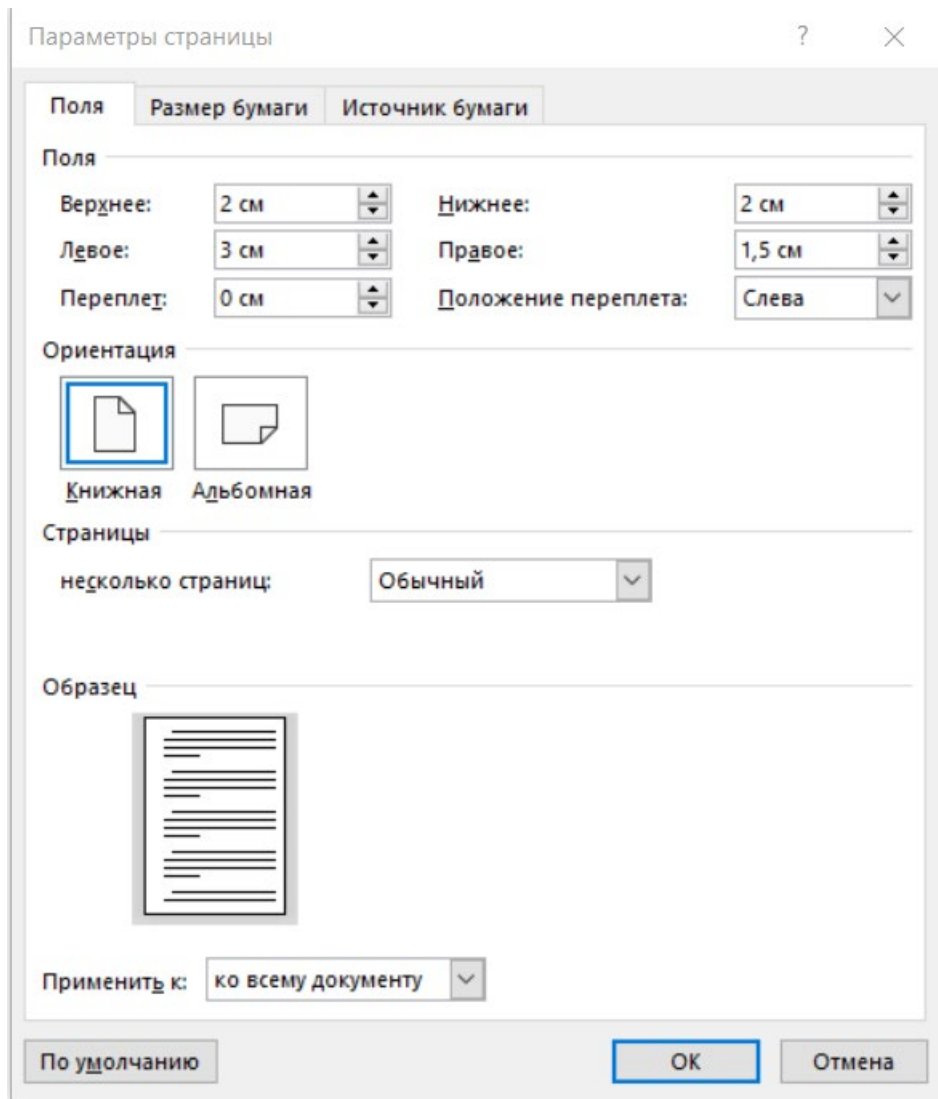 Параметры страницы ?
Поля Размер бумаги Источник бумаги
Поля
Верхнее: 2 см Нижнее: 2 см
Левое: 3 см Правое: 1,5 см
Переплет: 0 см Положение переплета: Слева
Ориентация
Книжная Альбомная
Страницы
несколько страниц: Обычный
Образец
Применить к: ко всему документу
По умолчанию ОК Отмена